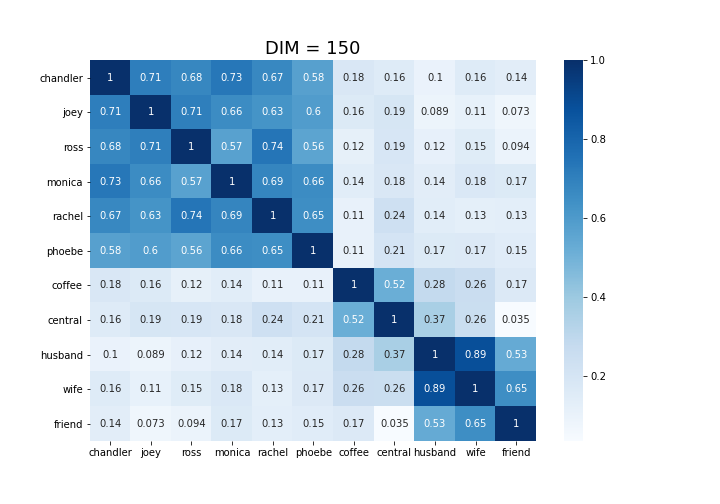 DIM = 150
chandler 1 0.71 0.68 0.73 0.67 0.58 0.18 0.16 0.1 0.16 0.14
joey 0.71 1 0.71 0.66 0.63 0.6 0.16 0.19 0.089 0.11 0.073
ross 0.68 0.71 1 0.57 0.74 0.56 0.12 0.19 0.12 0.15 0.094
monica 0.73 0.66 0.57 1 0.69 0.66 0.14 0.18 0.14 0.18 0.17
rachel 0.67 0.63 0.74 0.69 1 0.65 0.11 0.24 0.14 0.13 0.13
phoebe 0.58 0.6 0.56 0.66 0.65 1 0.11 0.21 0.17 0.17 0.15
coffee 0.18 0.16 0.12 0.14 0.11 0.11 1 0.52 0.28 0.26 0.17
central 0.16 0.19 0.19 0.18 0.24 0.21 0.52 1 0.37 0.26 0.035
husband 0.1 0.089 0.12 0.14 0.14 0.17 0.28 0.37 1 0.89 0.53
wife 0.16 0.11 0.15 0.18 0.13 0.17 0.26 0.26 0.89 1 0.65
friend 0.14 0.073 0.094 0.17 0.13 0.15 0.17 0.035 0.53 0.65 1
chandler joey ross monica rachel phoebe coffee central husband wife friend
1.0
0.8
0.6
0.4
0.2